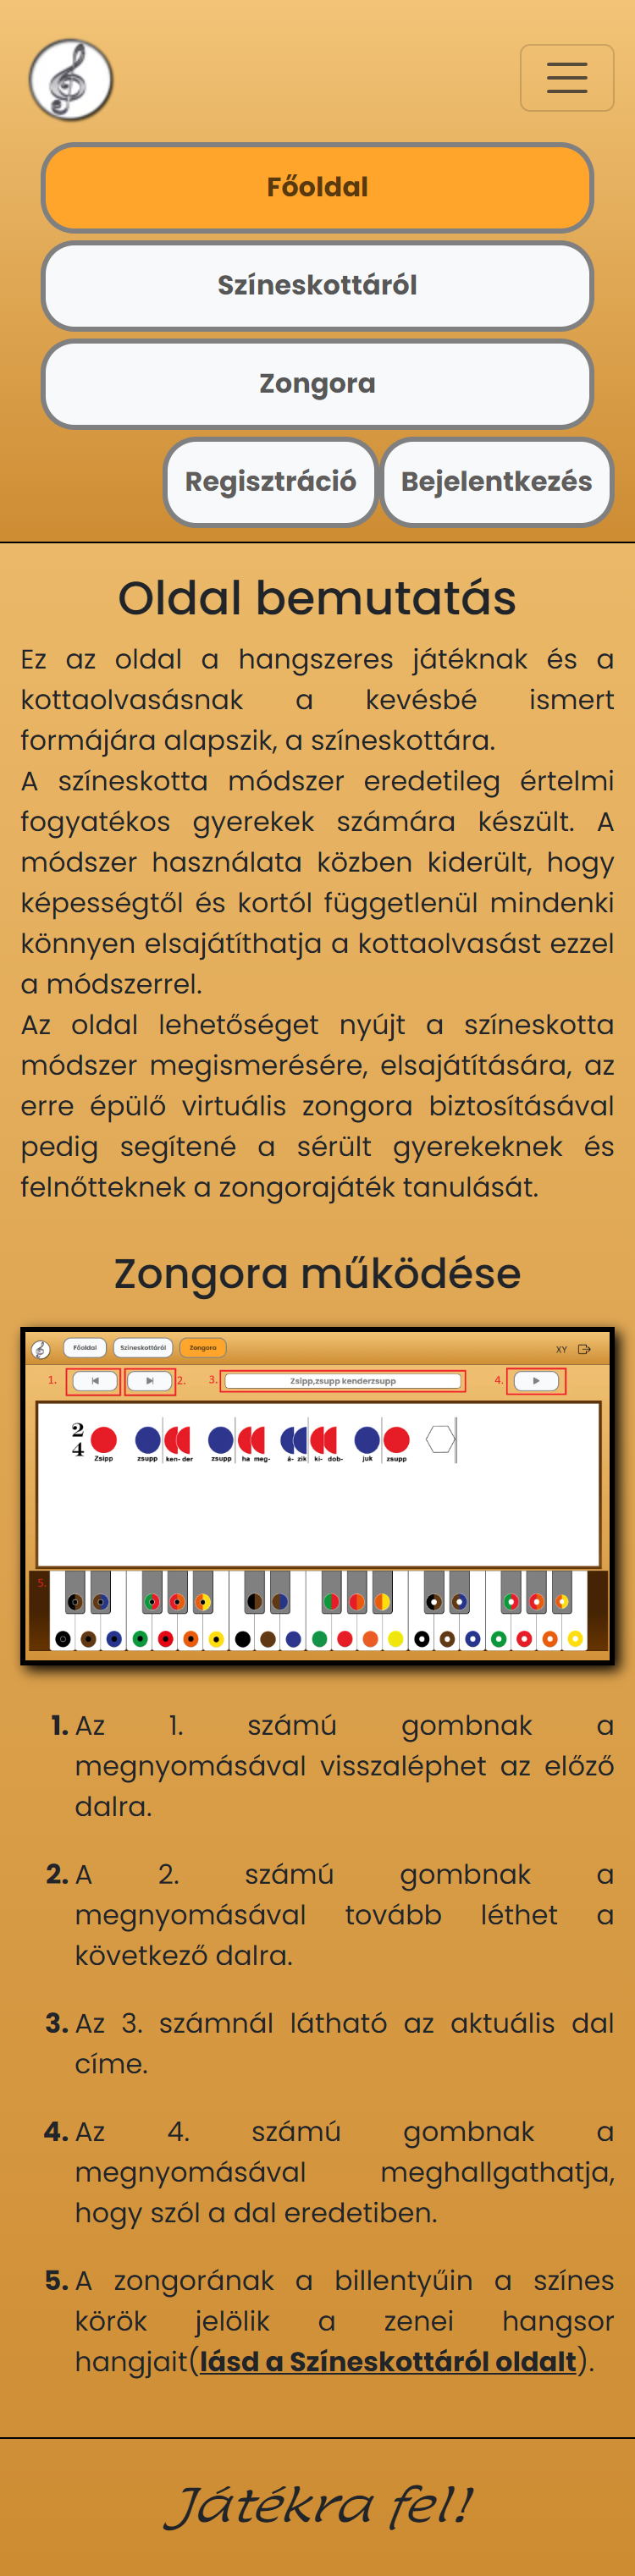 Főoldal
Színeskottáról
Zongora
Regisztráció Bejelentkezés
Oldal bemutatás
Ez az oldal a hangszeres játéknak és a
kottaolvasásnak a kevésbé ismert
formájára alapszik, a színeskottára.
A színeskotta módszer eredetileg értelmi
fogyatékos gyerekek számára készült. A
módszer használata közben kiderült, hogy
képességtől és kortól függetlenül mindenki
könnyen elsajátíthatja a kottaolvasást ezzel
a módszerrel.
Az oldal lehetőséget nyújt a színeskotta
módszer megismerésére, elsajátítására, az
erre épülő virtuális zongora biztosításával
pedig segítené a sérült gyerekeknek és
felnőtteknek a zongorajáték tanulását.
Zongora működése
Főoldal Színeskottáról Zongora XY
1. 2. 3. Zsipp,zsupp kenderzsupp 4.
2
4
Zsipp zsupp ken- der zsupp ha meg- á- zik ki- dob- juk zsupp
5.
1. Az 1. számú gombnak a
megnyomásával visszaléphet az előző
dalra.
2. A 2. számú gombnak a
megnyomásával tovább léthet a
következő dalra.
3. Az 3. számnál látható az aktuális dal
címe.
4. Az 4. számú gombnak a
megnyomásával meghallgathatja,
hogy szól a dal eredetiben.
5. A zongorának a billentyűin a színes
körök jelölik a zenei hangsor
hangjait(lásd a Színeskottáról oldalt).
Játékra fel!